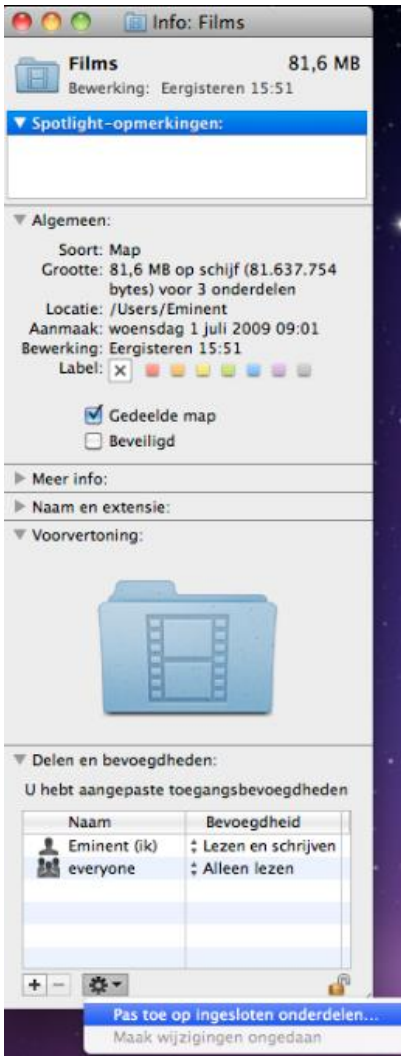 Info: Films
Films 81,6 MB
Bewerking: Eergisteren 15:51
Spotlight-opmerkingen:
Algemeen:
Soort: Map
Grootte: 81,6 MB op schijf (81.637.754
bytes) voor 3 onderdelen
Locatie: /Users/Eminent
Aanmaak: woensdag 1 juli 2009 09:01
Bewerking: Eergisteren 15:51
Label:
Gedeelde map
Beveiligd
Meer info:
Naam en extensie:
Voorvertoning:
Delen en bevoegdheden:
U hebt aangepaste toegangsbevoegdheden
Naam Bevoegdheid
Eminent (ik) Lezen en schrijven
everyone Alleen lezen
Pas toe op ingesloten onderdelen...
Maak wijzigingen ongedaan